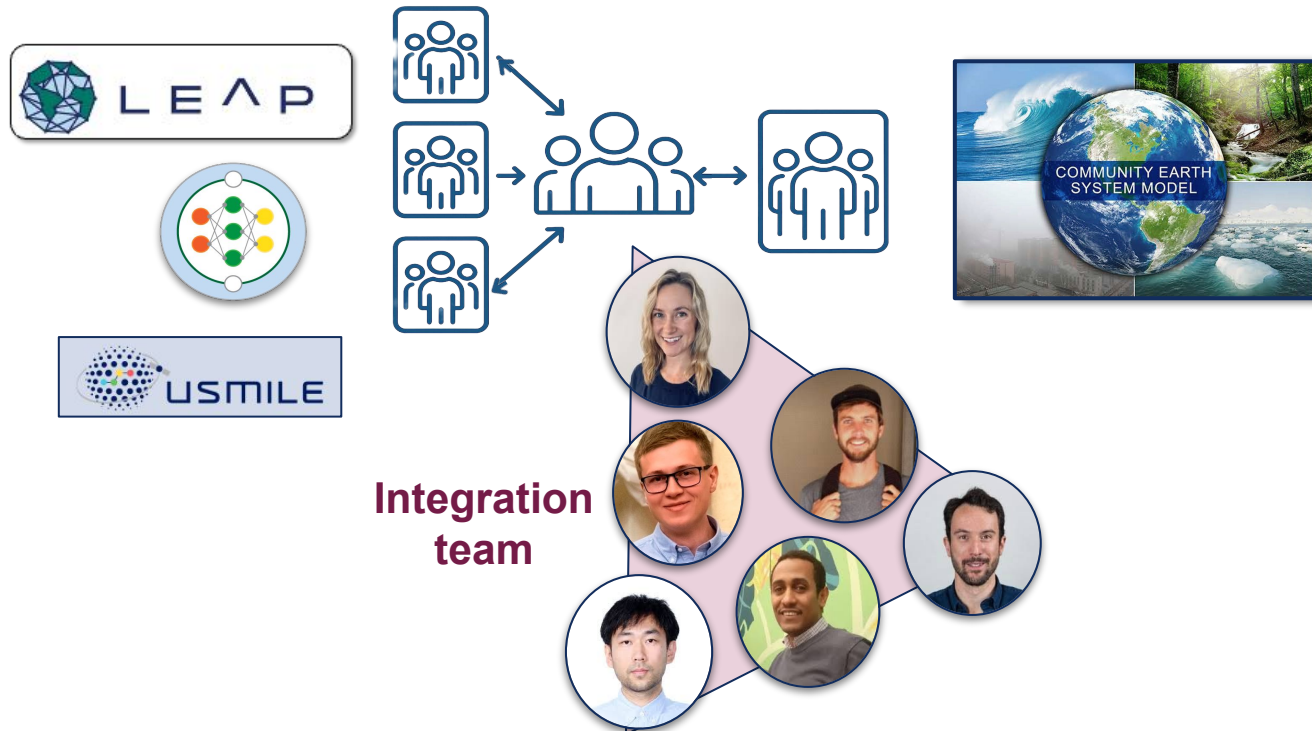 LEAP
COMMUNITY EARTH
SYSTEM MODEL
USMILE
Integration
team